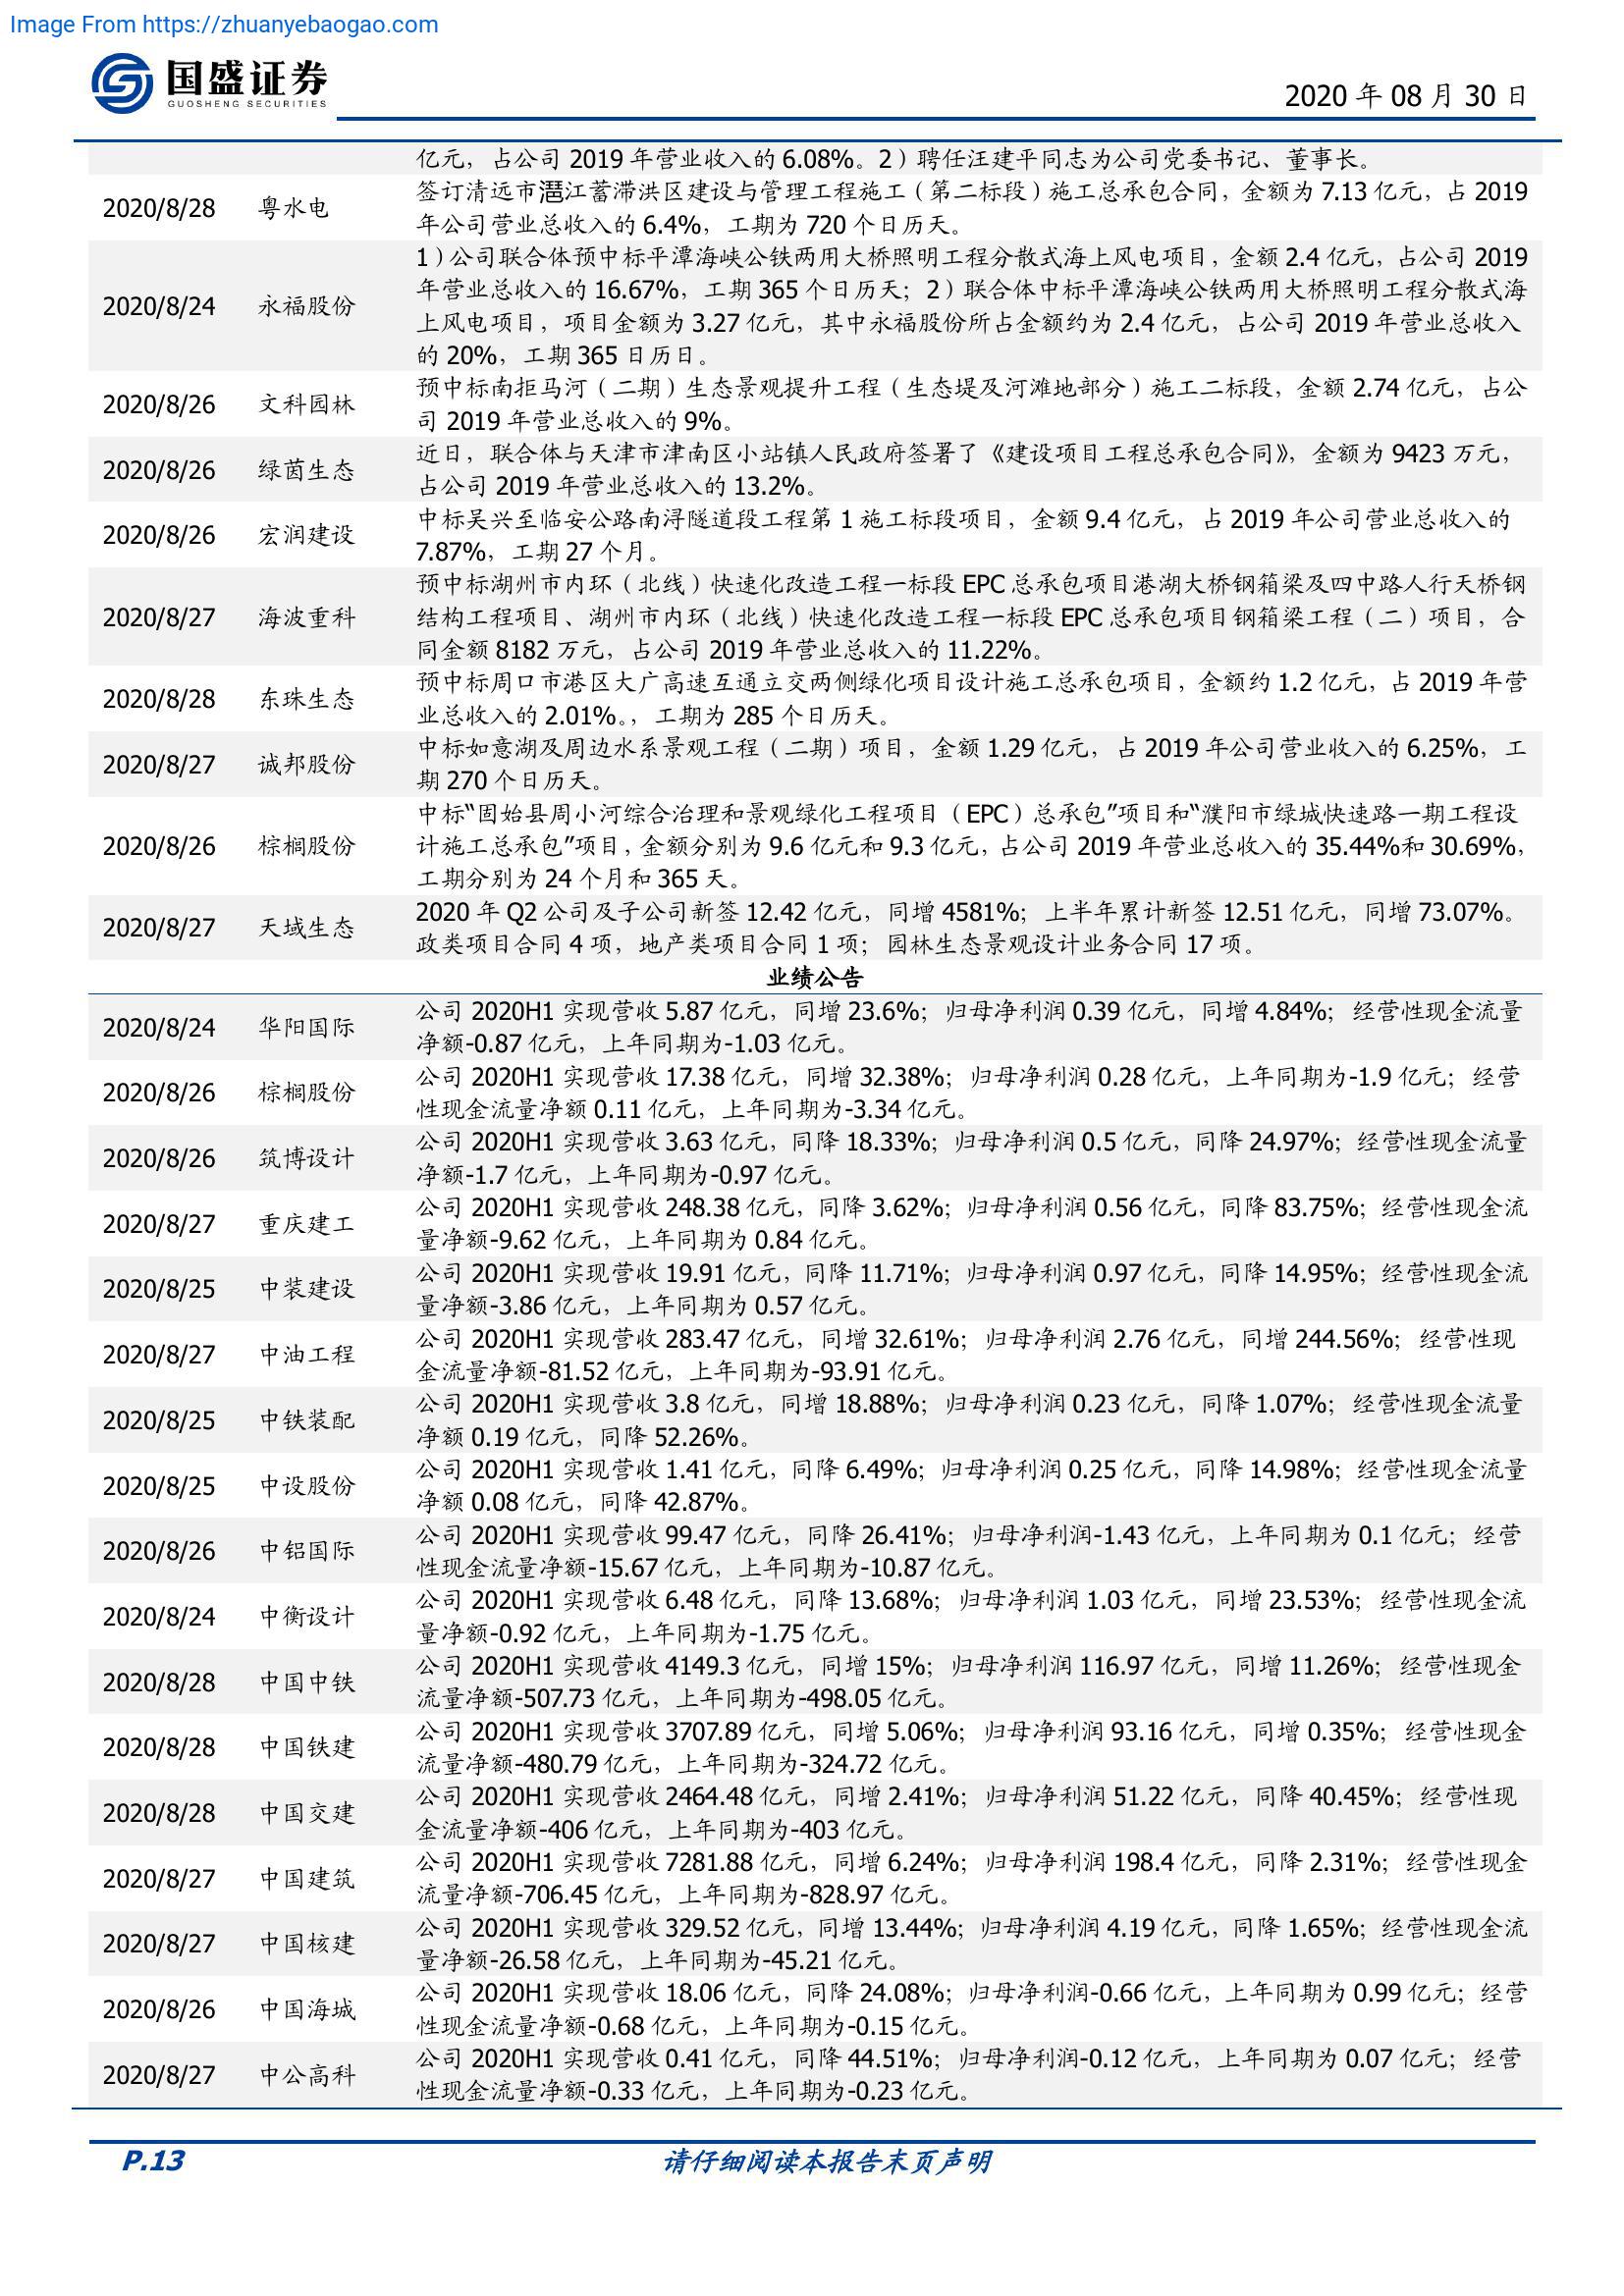 Image From https://zhuanyebaogao.com
国盛证券
GUOSHENG SECURITIES
2020 年 08 月 30 日
亿元，占公司 2019 年营业收入的 6.08%。2）聘任汪建平同志为公司党委书记、董事长。
2020/8/28 粤水电
签订清远市潖江蓄滞洪区建设与管理工程施工（第二标段）施工总承包合同，金额为 7.13 亿元，占 2019
年公司营业总收入的 6.4%，工期为 720 个日历天。
2020/8/24 永福股份
1）公司联合体预中标平潭海峡公铁两用大桥照明工程分散式海上风电项目，金额 2.4 亿元，占公司 2019
年营业总收入的 16.67%，工期 365 个日历天；2）联合体中标平潭海峡公铁两用大桥照明工程分散式海
上风电项目，项目金额为 3.27 亿元，其中永福股份所占金额约为 2.4 亿元，占公司 2019 年营业总收入
的 20%，工期 365 日历日。
2020/8/26 文科园林
预中标南拒马河（二期）生态景观提升工程（生态堤及河滩地部分）施工二标段，金额 2.74 亿元，占公
司 2019 年营业总收入的 9%。
2020/8/26 绿茵生态
近日，联合体与天津市津南区小站镇人民政府签署了《建设项目工程总承包合同》，金额为 9423 万元，
占公司 2019 年营业总收入的 13.2%。
2020/8/26 宏润建设
中标吴兴至临安公路南浔隧道段工程第 1 施工标段项目，金额 9.4 亿元，占 2019 年公司营业总收入的
7.87%，工期 27 个月。
2020/8/27 海波重科
预中标湖州市内环（北线）快速化改造工程一标段 EPC 总承包项目港湖大桥钢箱梁及四中路人行天桥钢
结构工程项目、湖州市内环（北线）快速化改造工程一标段 EPC 总承包项目钢箱梁工程（二）项目，合
同金额 8182 万元，占公司 2019 年营业总收入的 11.22%。
2020/8/28 东珠生态
预中标周口市港区大广高速互通立交两侧绿化项目设计施工总承包项目，金额约 1.2 亿元，占 2019 年营
业总收入的 2.01%。，工期为 285 个日历天。
2020/8/27 诚邦股份
中标如意湖及周边水系景观工程（二期）项目，金额 1.29 亿元，占 2019 年公司营业收入的 6.25%，工
期 270 个日历天。
2020/8/26 棕榈股份
中标“固始县周小河综合治理和景观绿化工程项目（EPC）总承包”项目和“濮阳市绿城快速路一期工程设
计施工总承包”项目，金额分别为 9.6 亿元和 9.3 亿元，占公司 2019 年营业总收入的 35.44%和 30.69%，
工期分别为 24 个月和 365 天。
2020/8/27 天域生态
2020 年 Q2 公司及子公司新签 12.42 亿元，同增 4581%；上半年累计新签 12.51 亿元，同增 73.07%。
政类项目合同 4 项，地产类项目合同 1 项；园林生态景观设计业务合同 17 项。
业绩公告
2020/8/24 华阳国际
公司 2020H1 实现营收 5.87 亿元，同增 23.6%；归母净利润 0.39 亿元，同增 4.84%；经营性现金流量
净额-0.87 亿元，上年同期为-1.03 亿元。
2020/8/26 棕榈股份
公司 2020H1 实现营收 17.38 亿元，同增 32.38%；归母净利润 0.28 亿元，上年同期为-1.9 亿元；经营
性现金流量净额 0.11 亿元，上年同期为-3.34 亿元。
2020/8/26 筑博设计
公司 2020H1 实现营收 3.63 亿元，同降 18.33%；归母净利润 0.5 亿元，同降 24.97%；经营性现金流量
净额-1.7 亿元，上年同期为-0.97 亿元。
2020/8/27 重庆建工
公司 2020H1 实现营收 248.38 亿元，同降 3.62%；归母净利润 0.56 亿元，同降 83.75%；经营性现金流
量净额-9.62 亿元，上年同期为 0.84 亿元。
2020/8/25 中装建设
公司 2020H1 实现营收 19.91 亿元，同降 11.71%；归母净利润 0.97 亿元，同降 14.95%；经营性现金流
量净额-3.86 亿元，上年同期为 0.57 亿元。
2020/8/27 中油工程
公司 2020H1 实现营收 283.47 亿元，同增 32.61%；归母净利润 2.76 亿元，同增 244.56%；经营性现
金流量净额-81.52 亿元，上年同期为-93.91 亿元。
2020/8/25 中铁装配
公司 2020H1 实现营收 3.8 亿元，同增 18.88%；归母净利润 0.23 亿元，同降 1.07%；经营性现金流量
净额 0.19 亿元，同降 52.26%。
2020/8/25 中设股份
公司 2020H1 实现营收 1.41 亿元，同降 6.49%；归母净利润 0.25 亿元，同降 14.98%；经营性现金流量
净额 0.08 亿元，同降 42.87%。
2020/8/26 中铝国际
公司 2020H1 实现营收 99.47 亿元，同降 26.41%；归母净利润-1.43 亿元，上年同期为 0.1 亿元；经营
性现金流量净额-15.67 亿元，上年同期为-10.87 亿元。
2020/8/24 中衡设计
公司 2020H1 实现营收 6.48 亿元，同降 13.68%；归母净利润 1.03 亿元，同增 23.53%；经营性现金流
量净额-0.92 亿元，上年同期为-1.75 亿元。
2020/8/28 中国中铁
公司 2020H1 实现营收 4149.3 亿元，同增 15%；归母净利润 116.97 亿元，同增 11.26%；经营性现金
流量净额-507.73 亿元，上年同期为-498.05 亿元。
2020/8/28 中国铁建
公司 2020H1 实现营收 3707.89 亿元，同增 5.06%；归母净利润 93.16 亿元，同增 0.35%；经营性现金
流量净额-480.79 亿元，上年同期为-324.72 亿元。
2020/8/28 中国交建
公司 2020H1 实现营收 2464.48 亿元，同增 2.41%；归母净利润 51.22 亿元，同降 40.45%；经营性现
金流量净额-406 亿元，上年同期为-403 亿元。
2020/8/27 中国建筑
公司 2020H1 实现营收 7281.88 亿元，同增 6.24%；归母净利润 198.4 亿元，同降 2.31%；经营性现金
流量净额-706.45 亿元，上年同期为-828.97 亿元。
2020/8/27 中国核建
公司 2020H1 实现营收 329.52 亿元，同增 13.44%；归母净利润 4.19 亿元，同降 1.65%；经营性现金流
量净额-26.58 亿元，上年同期为-45.21 亿元。
2020/8/26 中国海城
公司 2020H1 实现营收 18.06 亿元，同降 24.08%；归母净利润-0.66 亿元，上年同期为 0.99 亿元；经营
性现金流量净额-0.68 亿元，上年同期为-0.15 亿元。
2020/8/27 中公高科
公司 2020H1 实现营收 0.41 亿元，同降 44.51%；归母净利润-0.12 亿元，上年同期为 0.07 亿元；经营
性现金流量净额-0.33 亿元，上年同期为-0.23 亿元。
P.13 请仔细阅读本报告末页声明